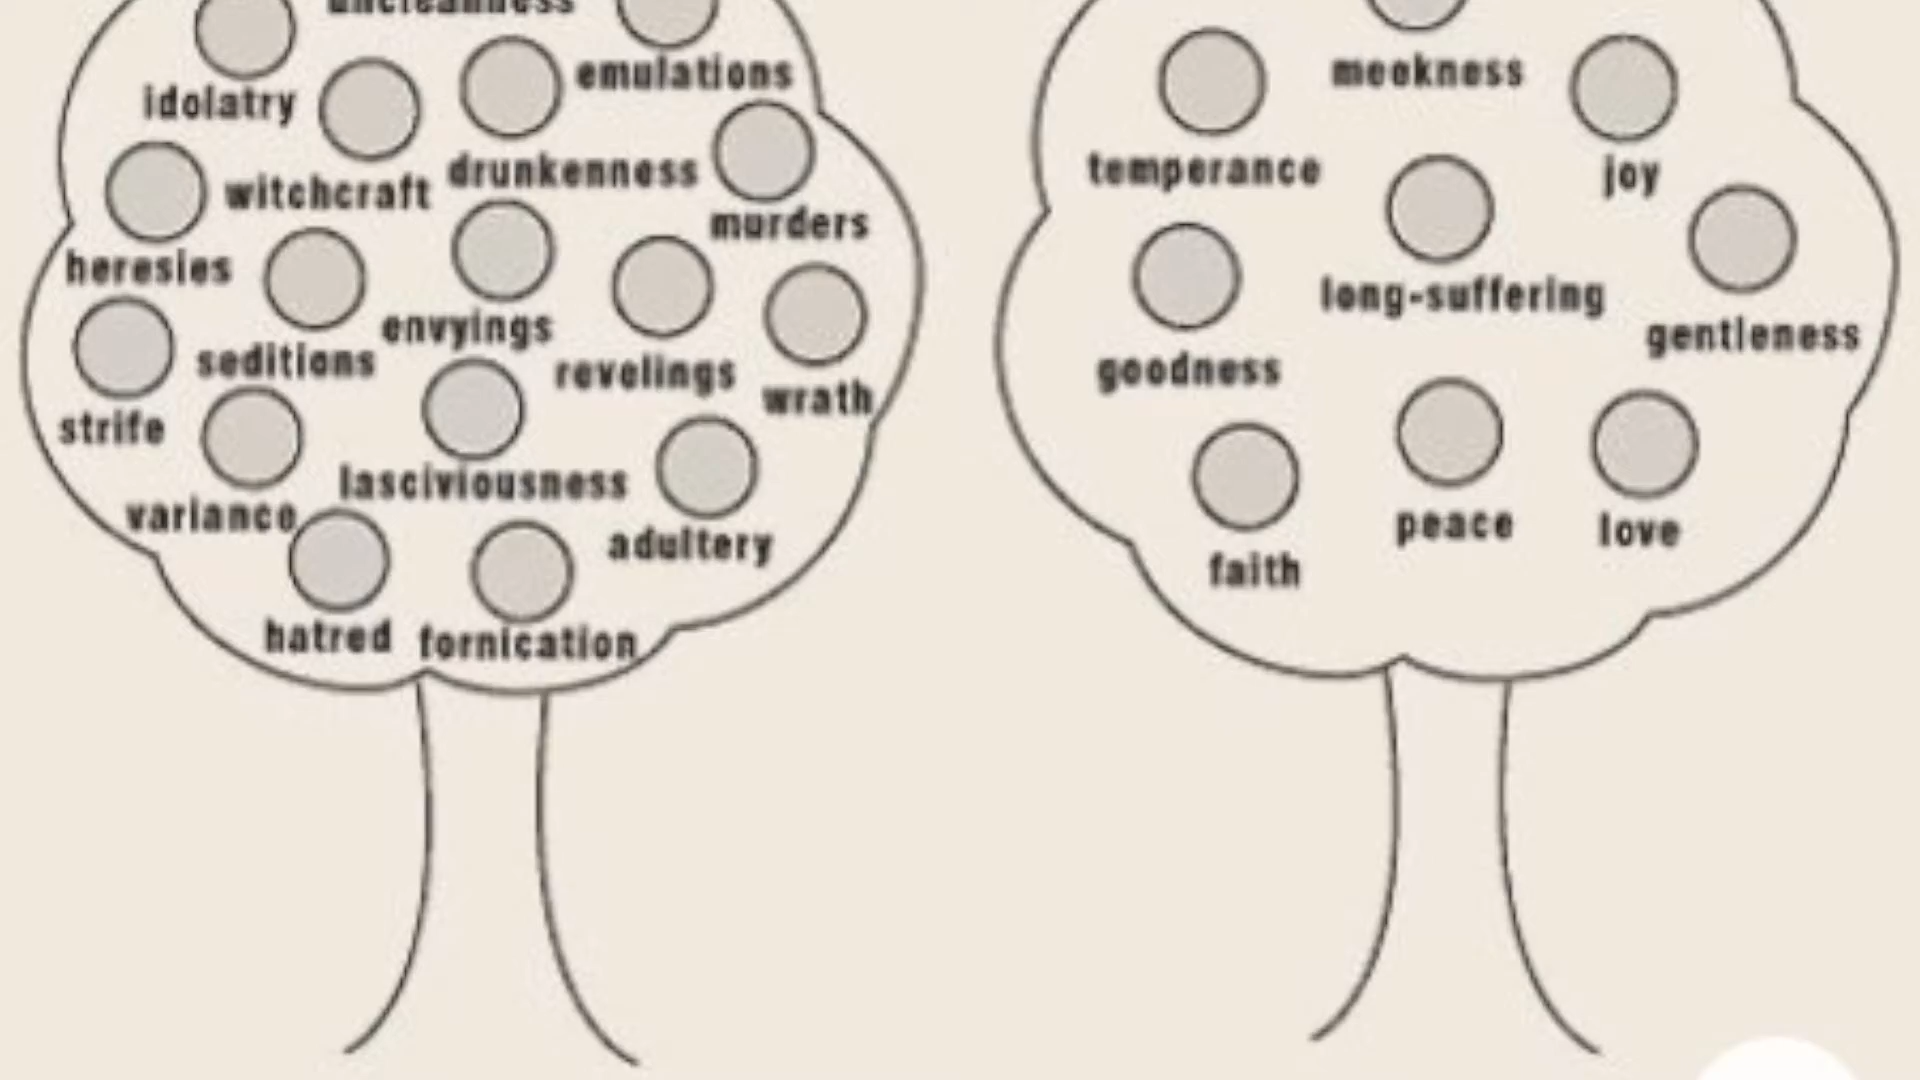 uncleanness
emulations
idolatry
drunkenness
witchcraft
murders
heresies
envyings
seditions
revelings
wrath
strife
lasciviousness
variance
adultery
hatred
fornication
meekness
temperance
joy
long-suffering
gentleness
goodness
peace
love
faith